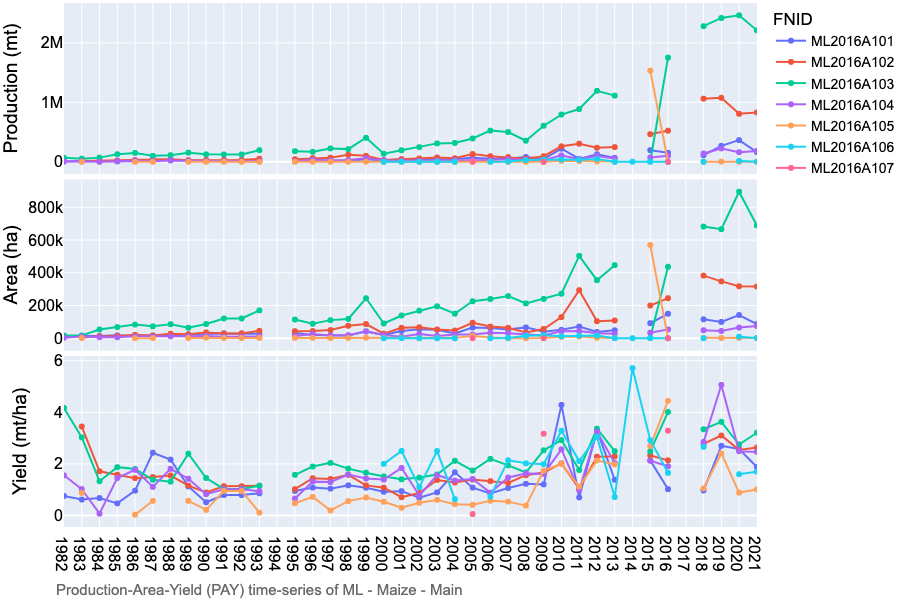 FNID
ML2016A101
ML2016A102
ML2016A103
ML2016A104
ML2016A105
ML2016A106
ML2016A107
Production (mt)
2M
1M
0
Area (ha)
800k
600k
400k
200k
0
Yield (mt/ha)
6
4
2
0
1982 1983 1984 1985 1986 1987 1988 1989 1990 1991 1992 1993 1994 1995 1996 1997 1998 1999 2000 2001 2002 2003 2004 2005 2006 2007 2008 2009 2010 2011 2012 2013 2014 2015 2016 2017 2018 2019 2020 2021
Production-Area-Yield (PAY) time-series of ML - Maize - Main